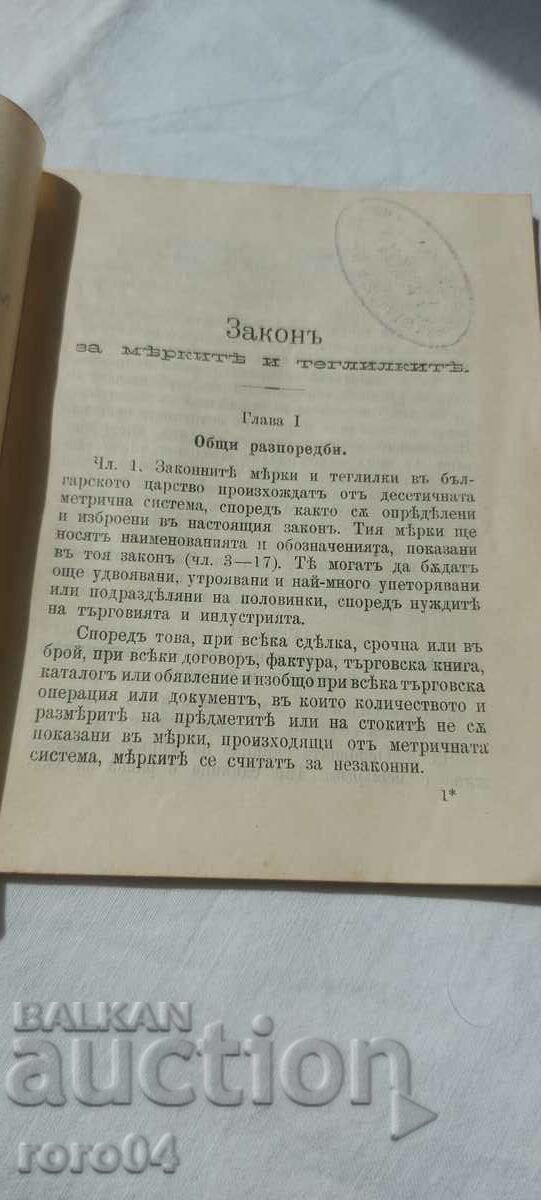 Законъ
за мѣркитѣ и теглилкитѣ.
Глава I
Общи разпоредби.
Чл. 1. Законнитѣ мѣрки и теглилки въ бъл-
гарското царство произхождатъ отъ десетичната
метрична система, споредъ както сѫ опрѣдѣлени
и изброени въ настоящия законъ. Тия мѣрки ще
носятъ наименованията и обозначенията, показани
въ тоя законъ (чл. 3—17). Тѣ могатъ да бѫдатъ
още удвоявани, утроявани и най-много упеторявани
или подраздѣляни на половинки, споредъ нуждитѣ
на търговията и индустрията.
Споредъ това, при всѣка сдѣлка, срочна или въ
брой, при всѣки договоръ, фактура, търговска книга,
каталогъ или обявление и изобщо при всѣка търговска
операция или документъ, въ които количеството и
размѣритѣ на прѣдметитѣ или на стокитѣ не сѫ
показани въ мѣрки, произходящи отъ метричната
система, мѣркитѣ се считатъ за незаконни.
1*
BALKAN
auction
roro04